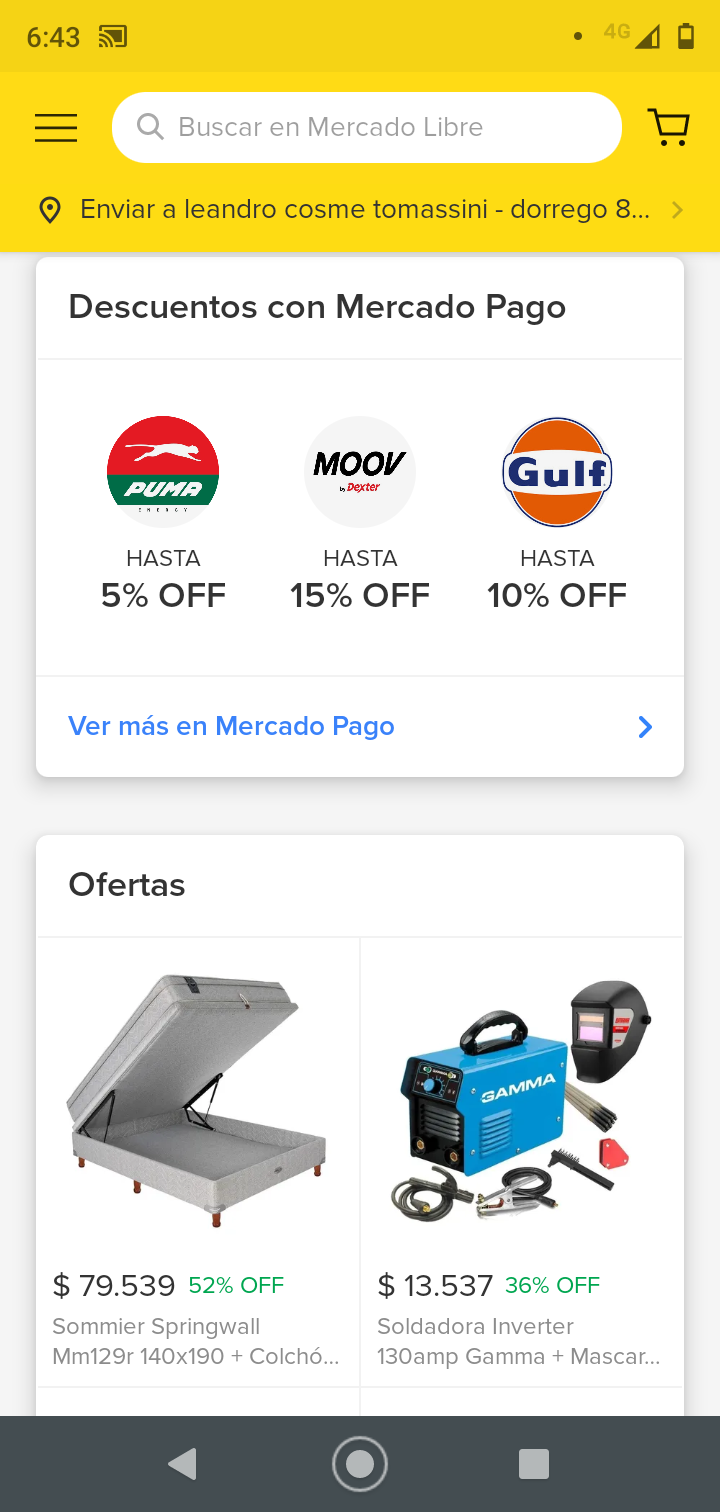 6:43
4G
Buscar en Mercado Libre
Enviar a leandro cosme tomassini - dorrego 8...
Descuentos con Mercado Pago
PUMA
ENERGY
HASTA
5% OFF
MOOV
by Dexter
HASTA
15% OFF
Gulf
HASTA
10% OFF
Ver más en Mercado Pago
Ofertas
GAMMA
$ 79.539 52% OFF
Sommier Springwall
Mm129r 140x190 + Colchó...
$ 13.537 36% OFF
Soldadora Inverter
130amp Gamma + Mascar...